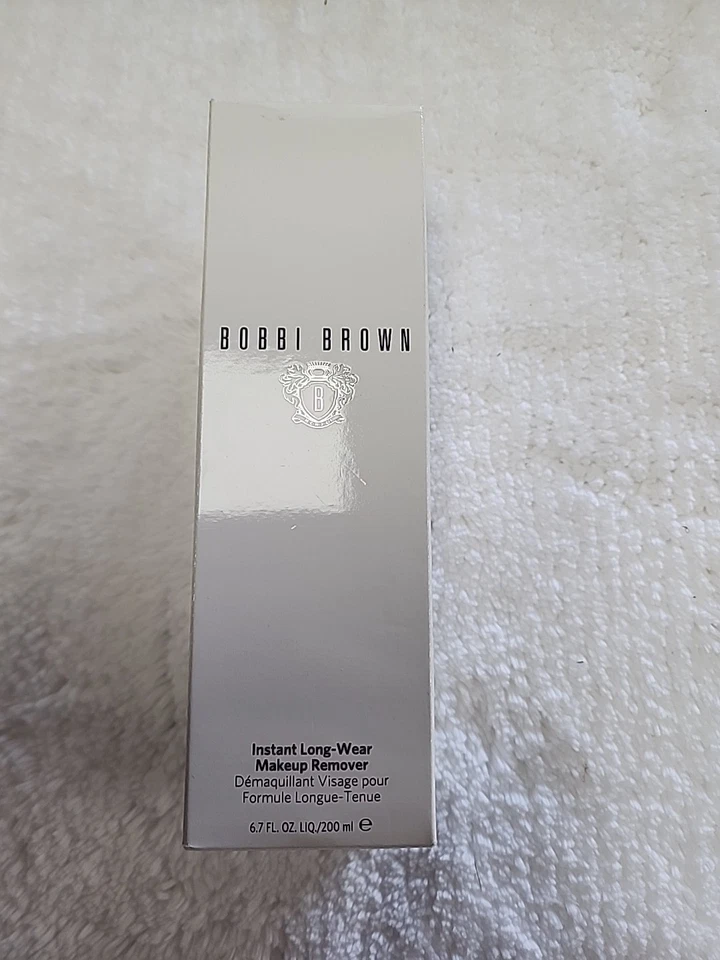 BOBBI BROWN
B
Instant Long-Wear
Makeup Remover
Démaquillant Visage pour
Formule Longue-Tenue
6.7 FL. OZ. LIQ./200 ml ℮